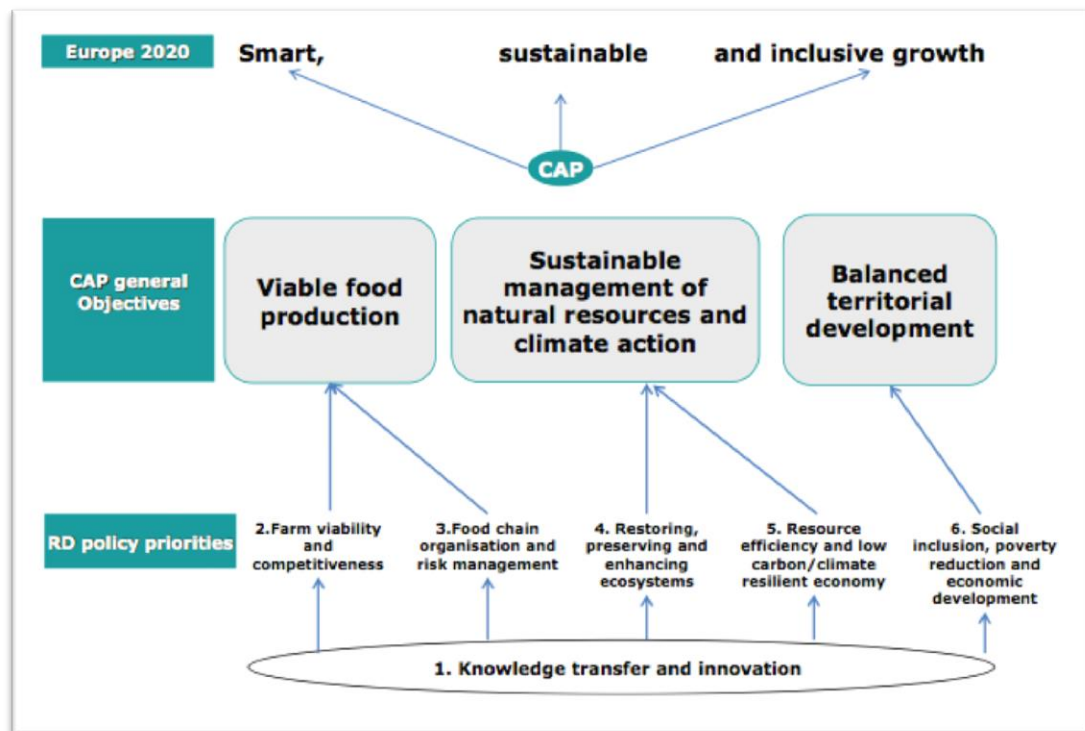 Europe 2020
Smart,
sustainable
and inclusive growth
CAP
CAP general
Objectives
Viable food
production
Sustainable
management of
natural resources and
climate action
Balanced
territorial
development
RD policy priorities
2.Farm viability
and
competitiveness
3.Food chain
organisation and
risk management
4. Restoring,
preserving and
enhancing
ecosystems
5. Resource
efficiency and low
carbon/climate
resilient economy
6. Social
inclusion, poverty
reduction and
economic
development
1. Knowledge transfer and innovation